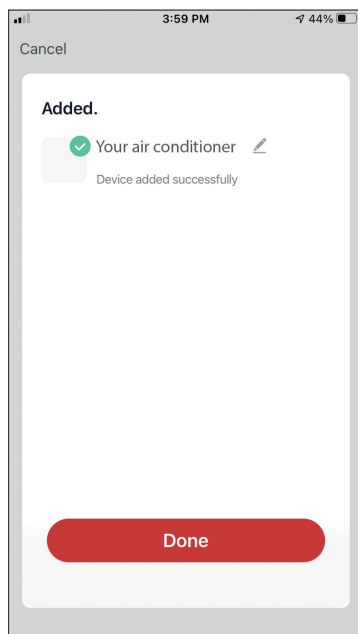 3:59 PM
44%
Cancel
Added.
Your air conditioner
Device added successfully
Done